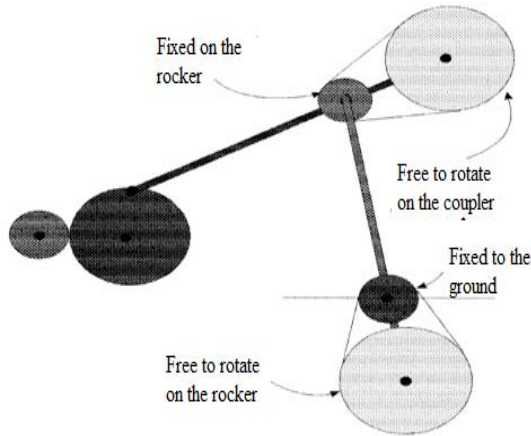 Fixed on the
rocker
Free to rotate
on the coupler
Fixed to the
ground
Free to rotate
on the rocker